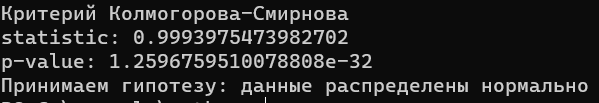 Критерий Колмогорова-Смирнова
statistic: 0.9993975473982702
p-value: 1.2596759510078808e-32
Принимаем гипотезу: данные распределены нормально